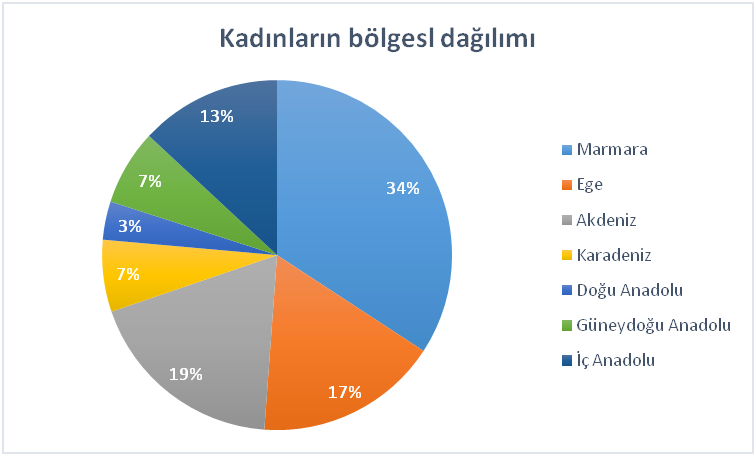 Kadınların bölgesl dağılımı
13%
34%
7%
3%
7%
19%
17%
Marmara
Ege
Akdeniz
Karadeniz
Doğu Anadolu
Güneydoğu Anadolu
İç Anadolu